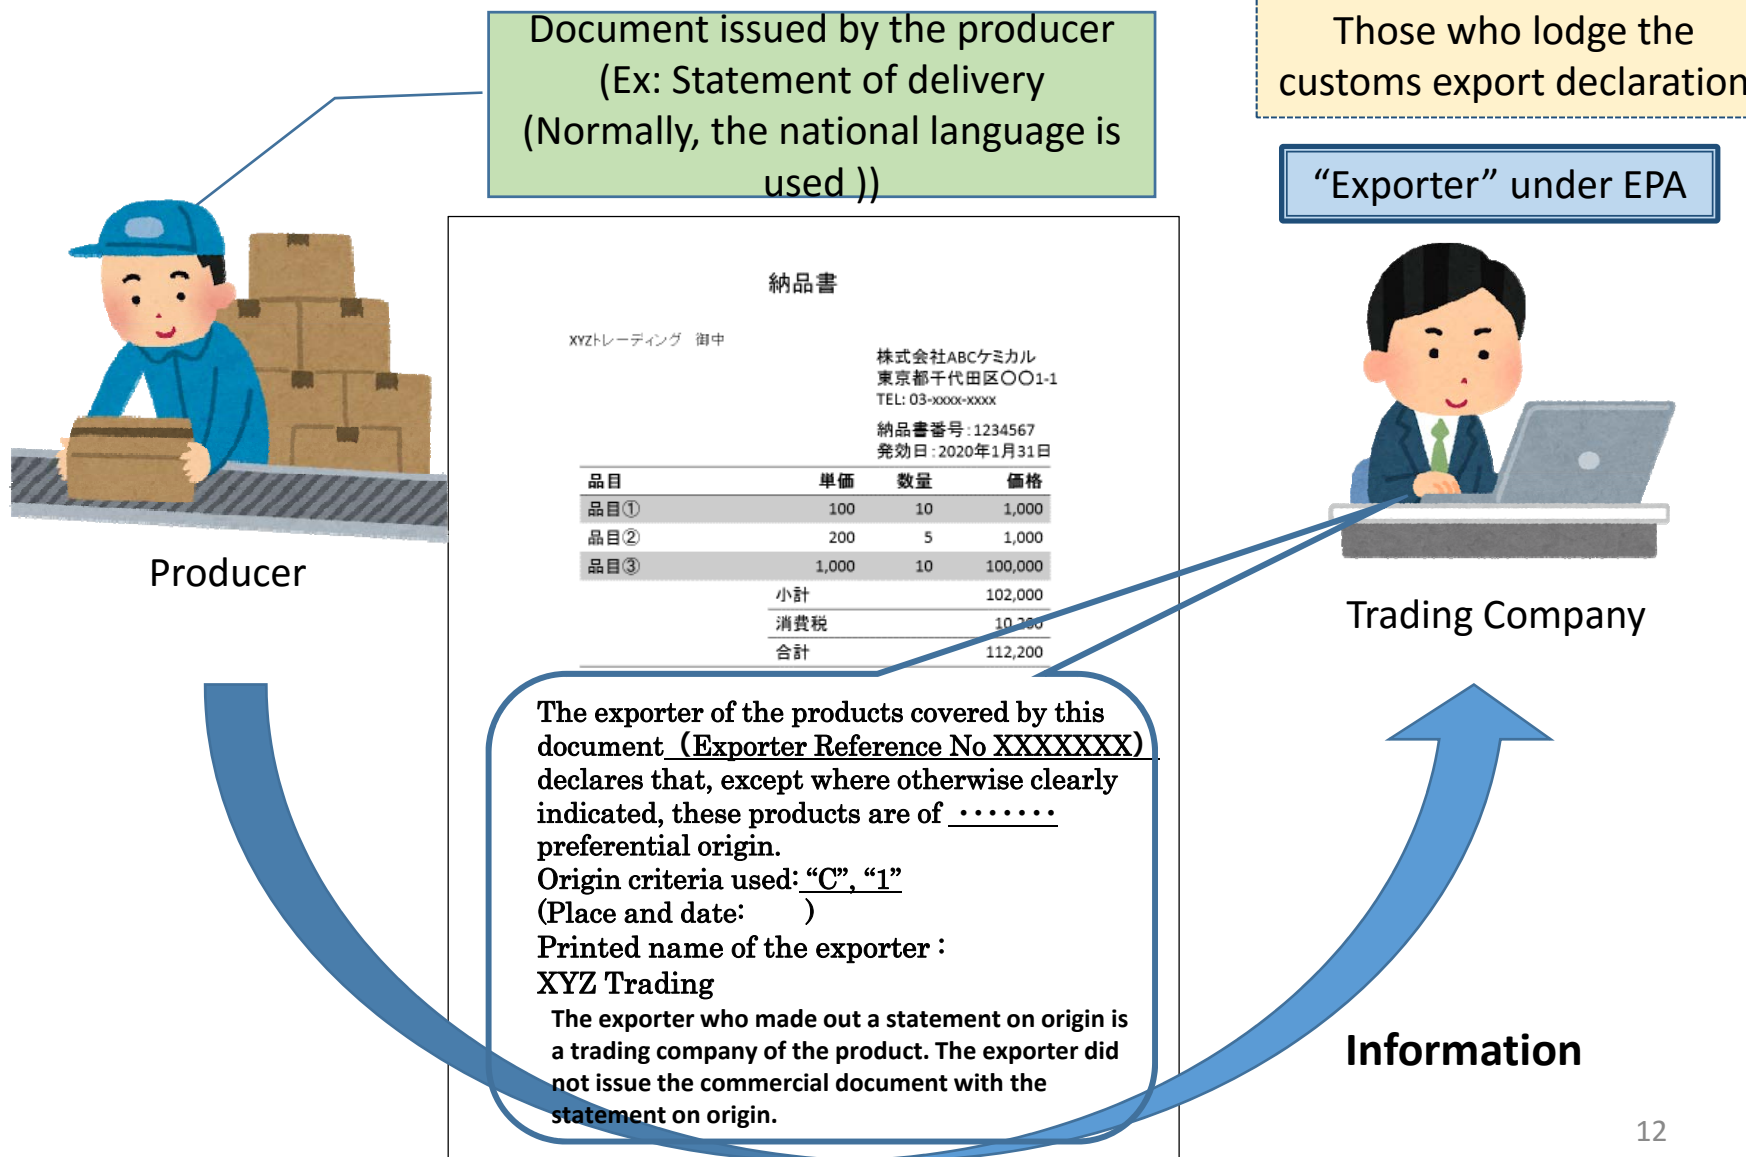 Document issued by the producer
(Ex: Statement of delivery
(Normally, the national language is
used ))
Those who lodge the
customs export declaration
“Exporter” under EPA
納品書
XYZトレーディング 御中
株式会社ABCケミカル
東京都千代田区〇〇1-1
TEL: 03-xxxx-xxxx
納品書番号:1234567
発効日:2020年1月31日
品目 単価 数量 価格
品目① 100 10 1,000
品目② 200 5 1,000
品目③ 1,000 10 100,000
小計 102,000
消費税 10,200
合計 112,200
Producer
Trading Company
The exporter of the products covered by this
document (Exporter Reference No XXXXXXX)
declares that, except where otherwise clearly
indicated, these products are of ・・・・・・・
preferential origin.
Origin criteria used: “C”, “1”
(Place and date: )
Printed name of the exporter :
XYZ Trading
The exporter who made out a statement on origin is
a trading company of the product. The exporter did
not issue the commercial document with the
statement on origin.
Information
12